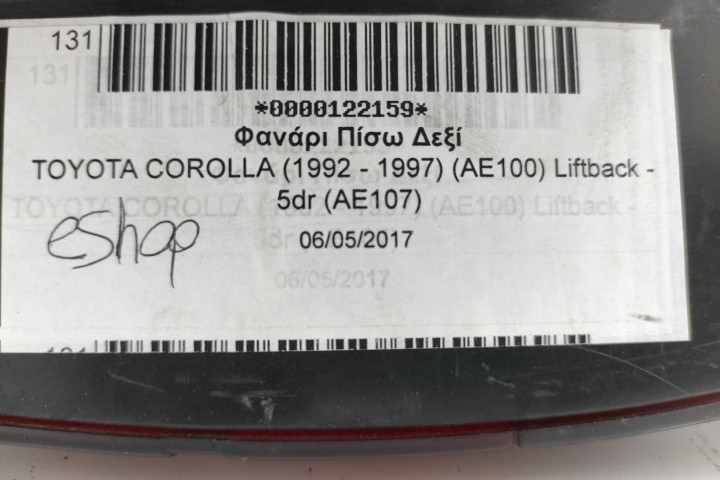 131
*0000122159*
Φανάρι Πίσω Δεξί
TOYOTA COROLLA (1992 - 1997) (AE100) Liftback -
5dr (AE107)
eshop
06/05/2017